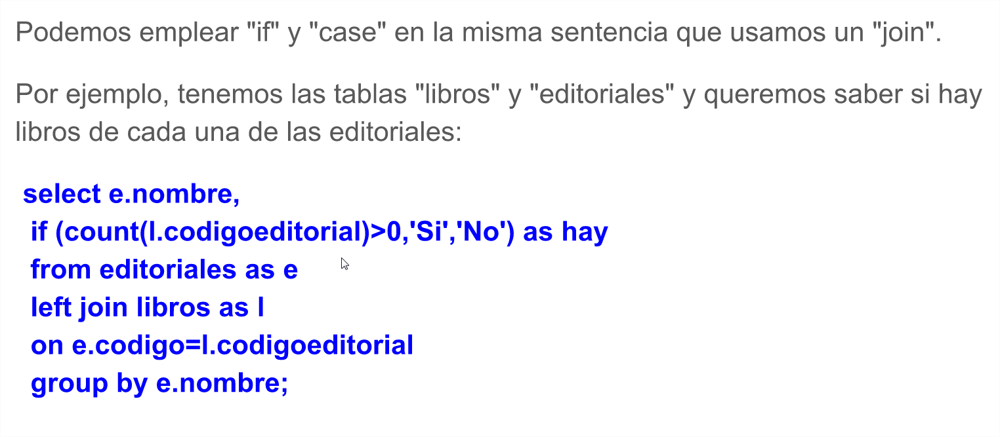 Podemos emplear "if" y "case" en la misma sentencia que usamos un "join".
Por ejemplo, tenemos las tablas "libros" y "editoriales" y queremos saber si hay
libros de cada una de las editoriales:
select e.nombre,
if (count(l.codigoeditorial)>0,'Si','No') as hay
from editoriales as e
left join libros as l
on e.codigo=l.codigoeditorial
group by e.nombre;